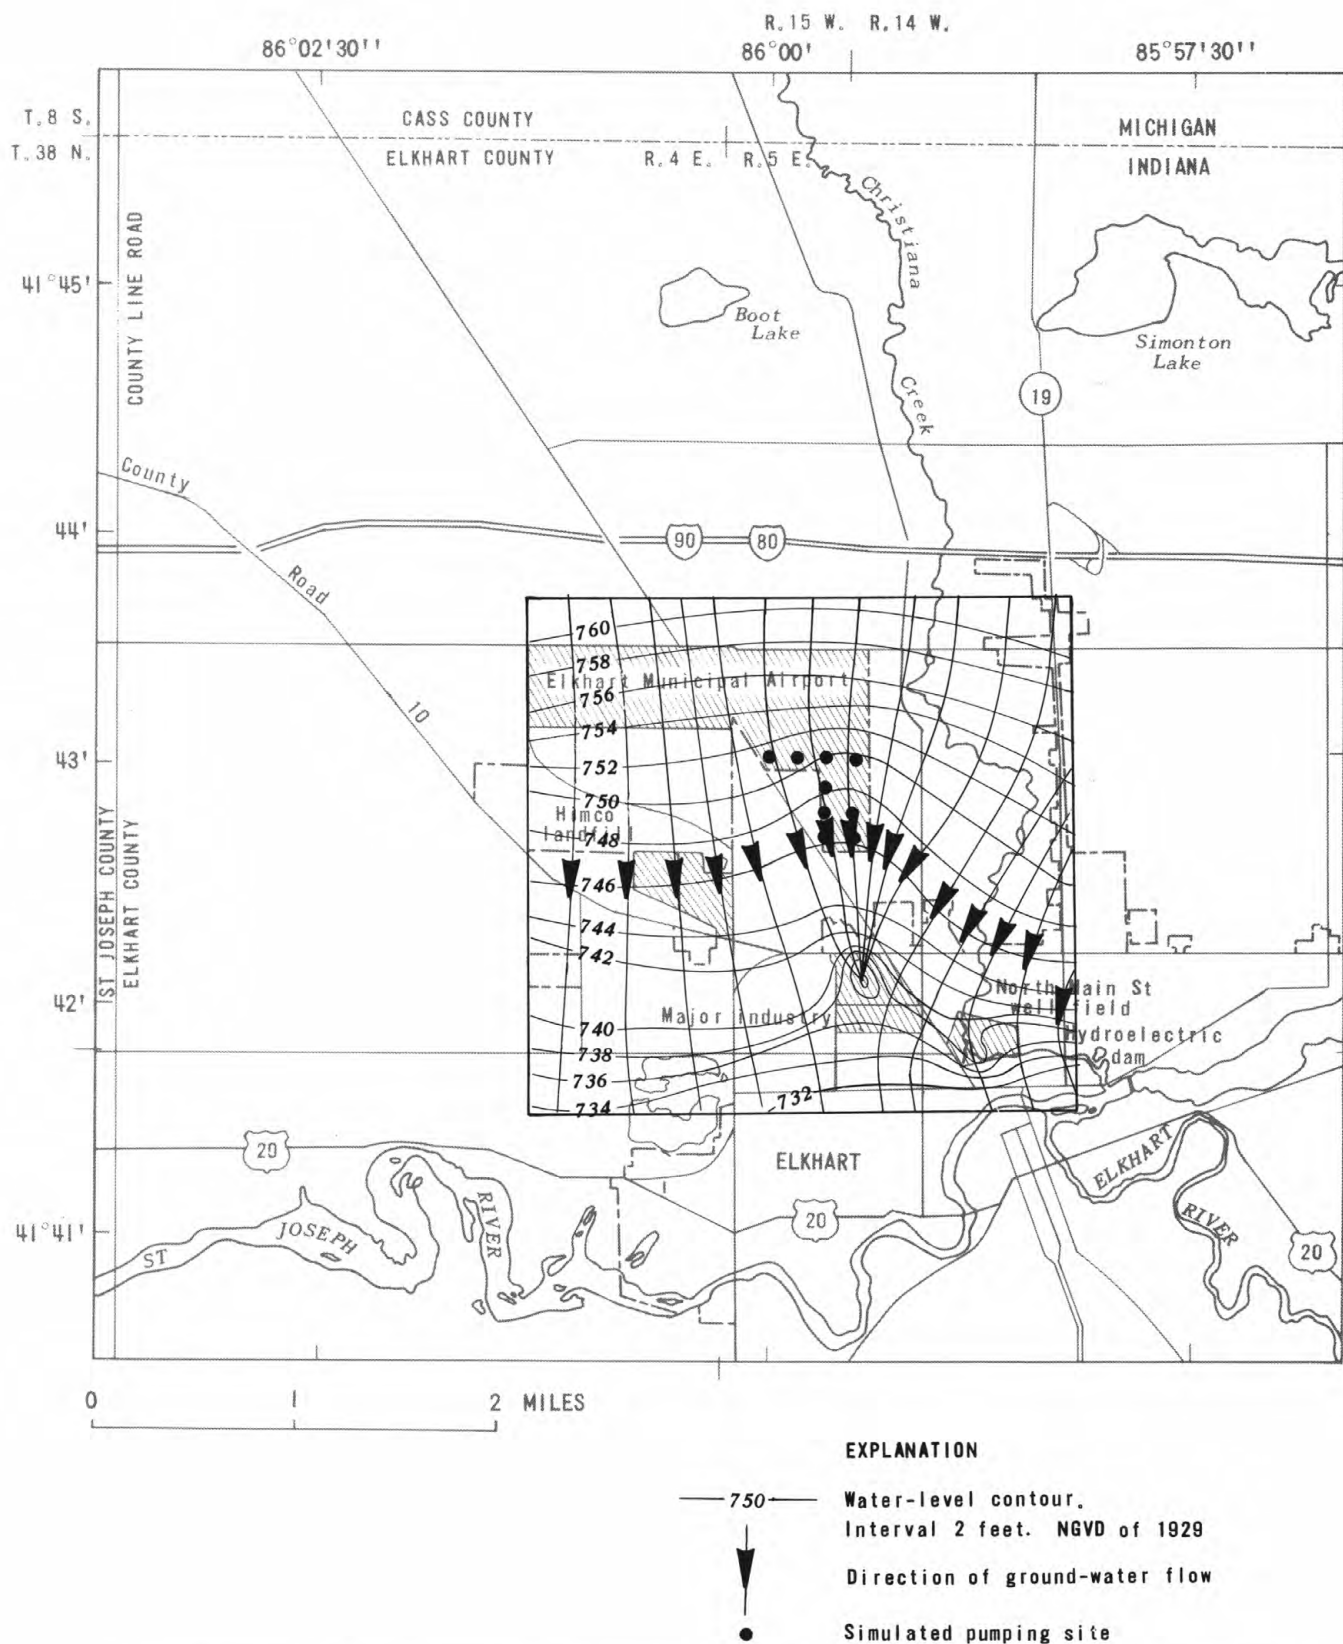 R.15 W. R.14 W.
86°02'30''
86°00'
85°57'30''
T.8 S.
T.38 N.
CASS COUNTY
ELKHART COUNTY
R.4 E. R.5 E.
MICHIGAN
INDIANA
COUNTY LINE ROAD
Christiana
Creek
41°45'
Boot
Lake
Simonton
Lake
19
County
Road
10
44'
90
80
760
758
Elkhart Municipal Airport
756
754
43'
752
750
Himco
landfill
748
746
744
742
ST JOSEPH COUNTY
ELKHART COUNTY
42'
North Main St
well field
Major industry
740
Hydroelectric
dam
738
736
734
732
20
ELKHART
20
ELKHART
RIVER
20
41°41'
ST
JOSEPH
RIVER
0 1 2 MILES
EXPLANATION
750 Water-level contour.
Interval 2 feet. NGVD of 1929
Direction of ground-water flow
Simulated pumping site